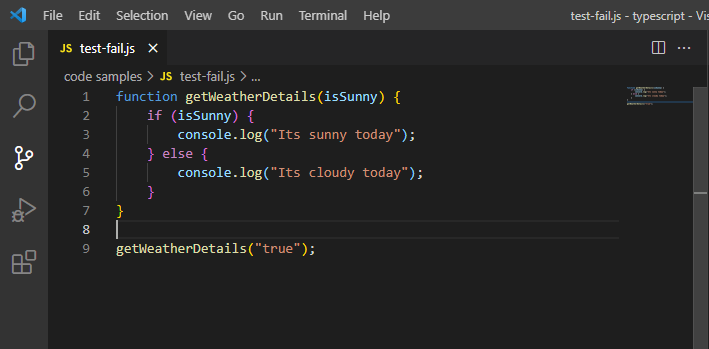 File Edit Selection View Go Run Terminal Help test-fail.js - typescript - Vis
JS test-fail.js ×
code samples > JS test-fail.js > ...
1 function getWeatherDetails(isSunny) {
2 if (isSunny) {
3 console.log("Its sunny today");
4 } else {
5 console.log("Its cloudy today");
6 }
7 }
8
9 getWeatherDetails("true");